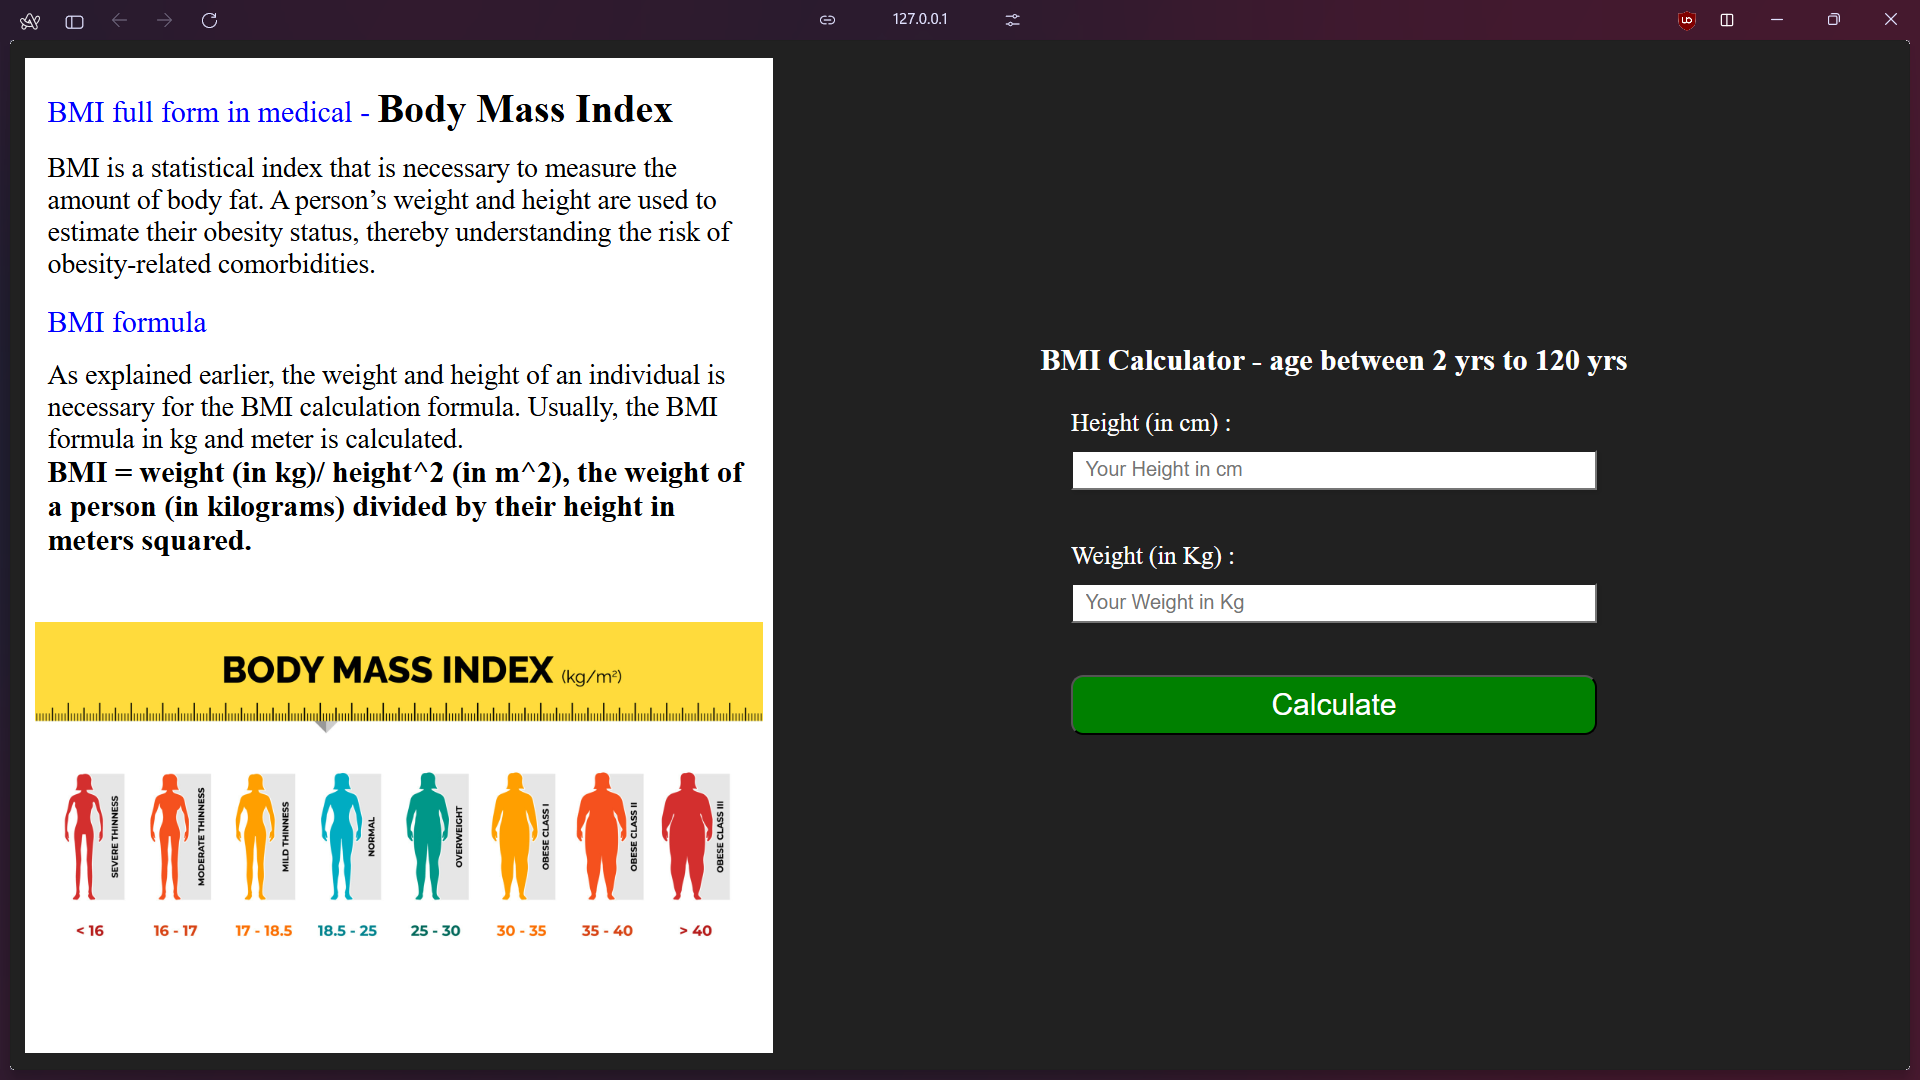 127.0.0.1
BMI full form in medical - Body Mass Index
BMI is a statistical index that is necessary to measure the
amount of body fat. A person’s weight and height are used to
estimate their obesity status, thereby understanding the risk of
obesity-related comorbidities.
BMI formula
As explained earlier, the weight and height of an individual is
necessary for the BMI calculation formula. Usually, the BMI
formula in kg and meter is calculated.
BMI = weight (in kg)/ height^2 (in m^2), the weight of
a person (in kilograms) divided by their height in
meters squared.
BODY MASS INDEX (kg/m²)
SEVERE THINNESS
MODERATE THINNESS
MILD THINNESS
NORMAL
OVERWEIGHT
OBESE CLASS I
OBESE CLASS II
OBESE CLASS III
< 16
16 - 17
17 - 18.5
18.5 - 25
25 - 30
30 - 35
35 - 40
> 40
BMI Calculator - age between 2 yrs to 120 yrs
Height (in cm) :
Your Height in cm
Weight (in Kg) :
Your Weight in Kg
Calculate